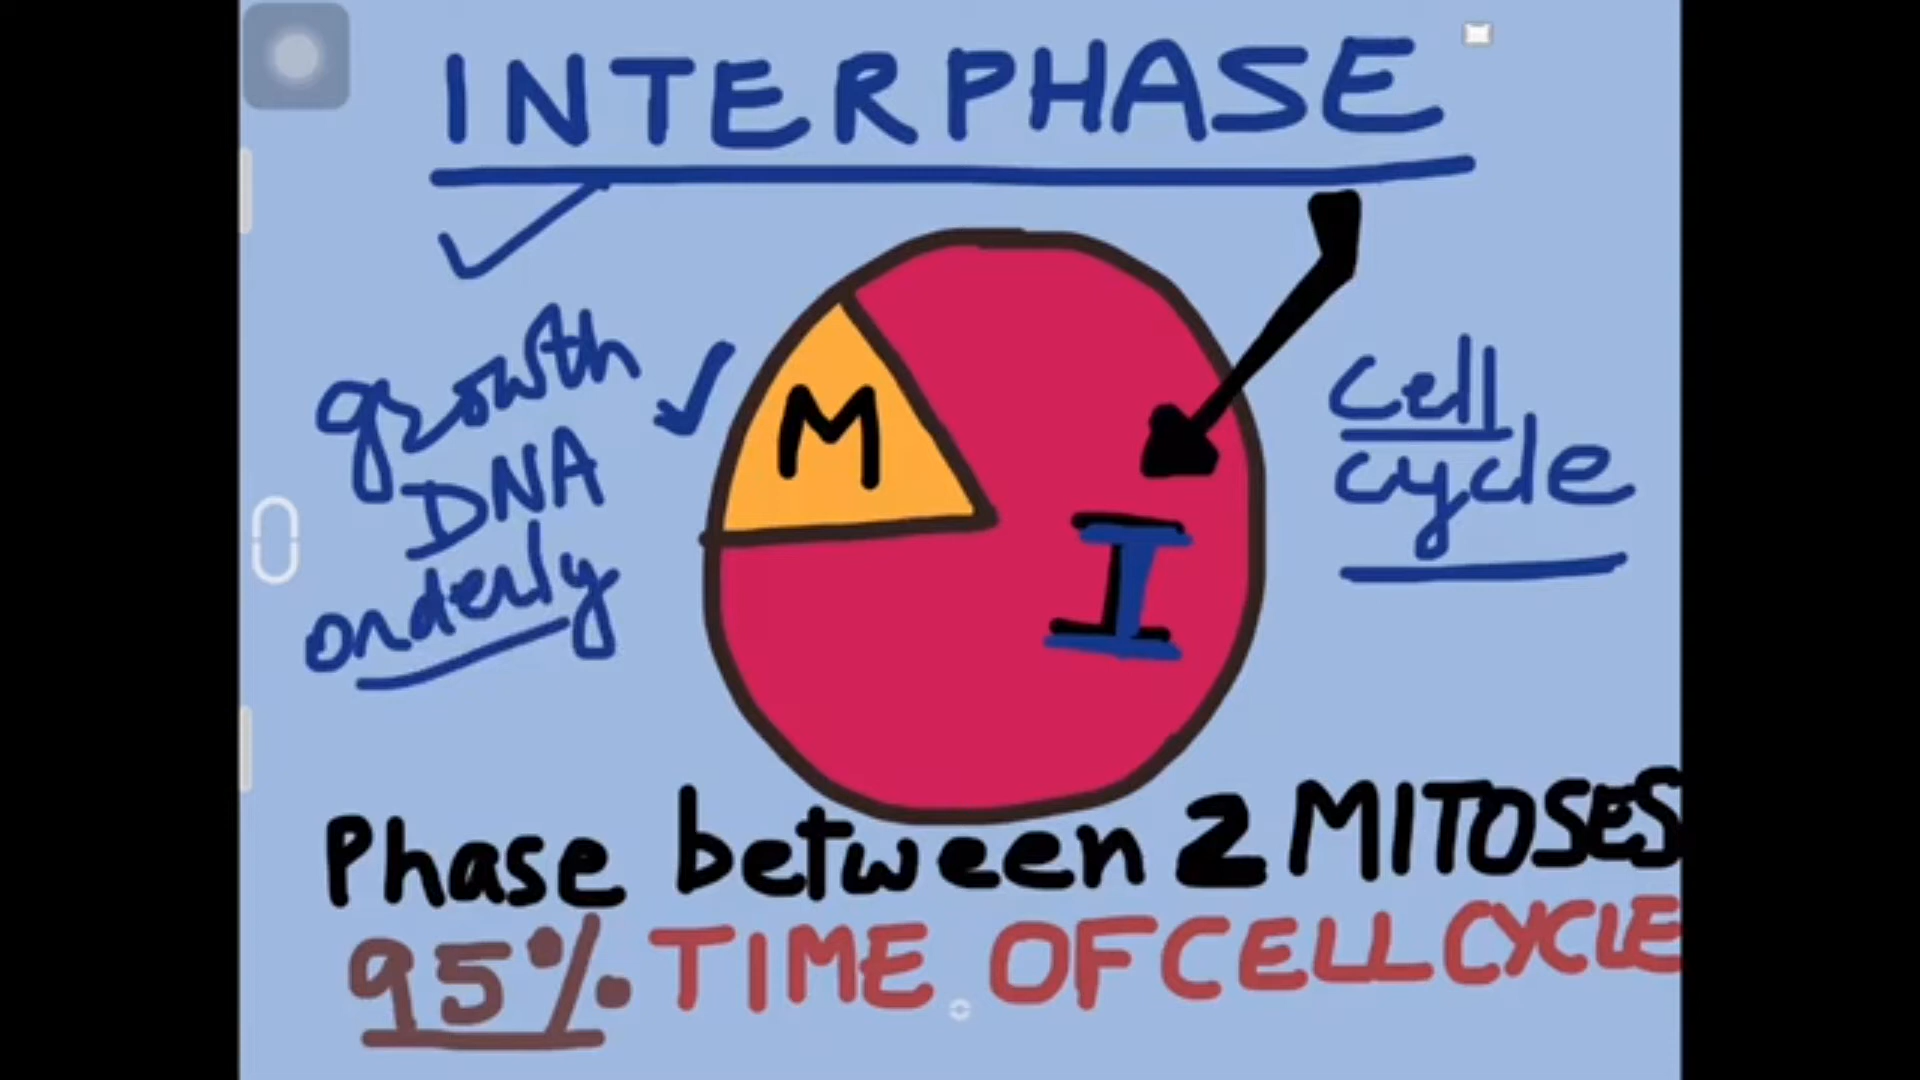 INTERPHASE
growth
DNA
orderly
M
I
Cell
cycle
Phase between 2 MITOSES
95% TIME OF CELL CYCLE